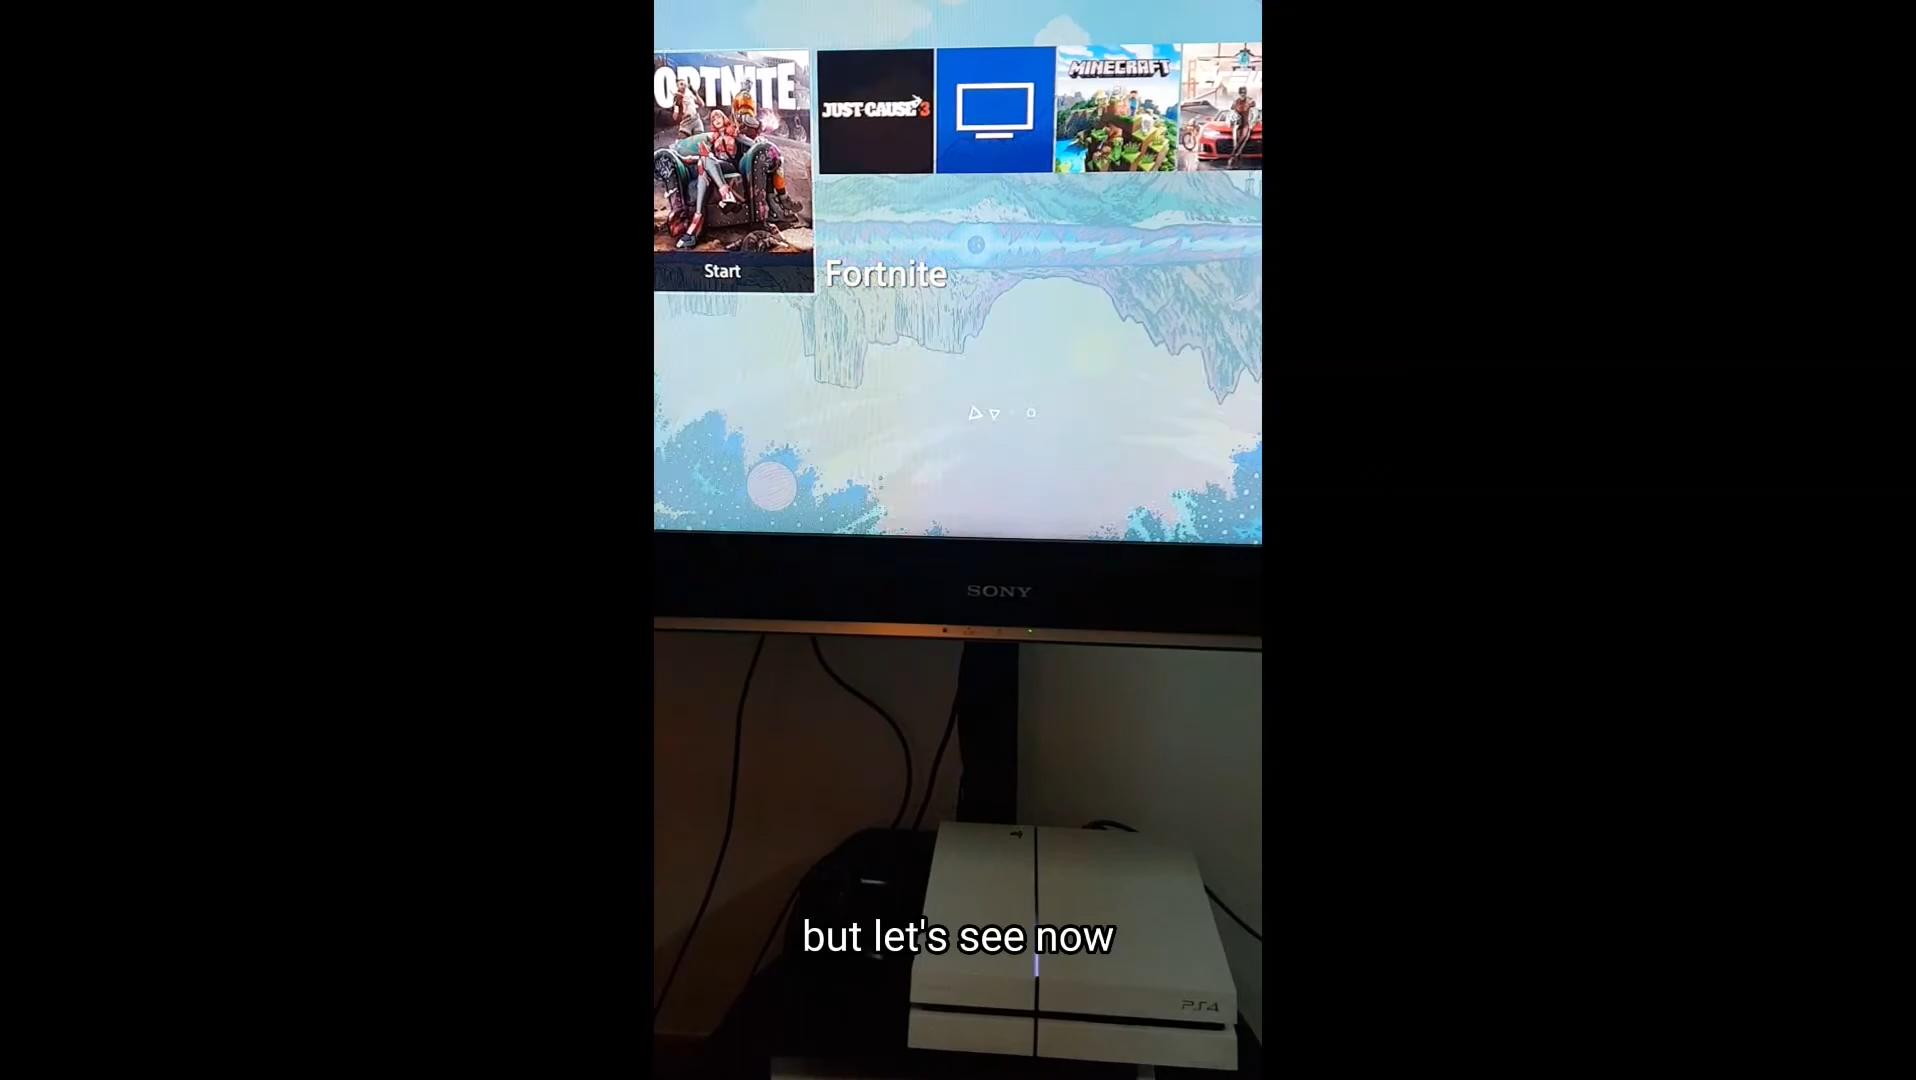 ORTNITE
JUST CAUSE 3
MINECRAFT
Start
Fortnite
SONY
but let's see now
PS4